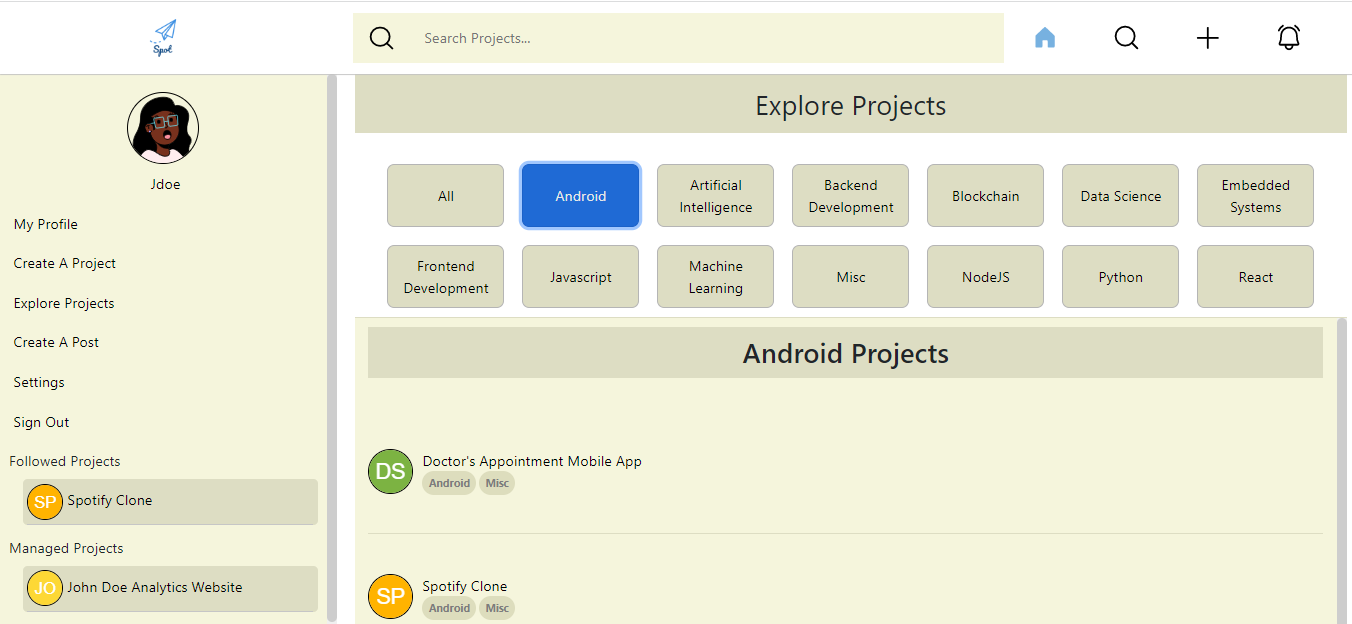 Spot
Search Projects...
Jdoe
My Profile
Create A Project
Explore Projects
Create A Post
Settings
Sign Out
Followed Projects
SP Spotify Clone
Managed Projects
JO John Doe Analytics Website
Explore Projects
All
Android
Artificial
Intelligence
Backend
Development
Blockchain
Data Science
Embedded
Systems
Frontend
Development
Javascript
Machine
Learning
Misc
NodeJS
Python
React
Android Projects
DS Doctor's Appointment Mobile App
Android Misc
SP Spotify Clone
Android Misc